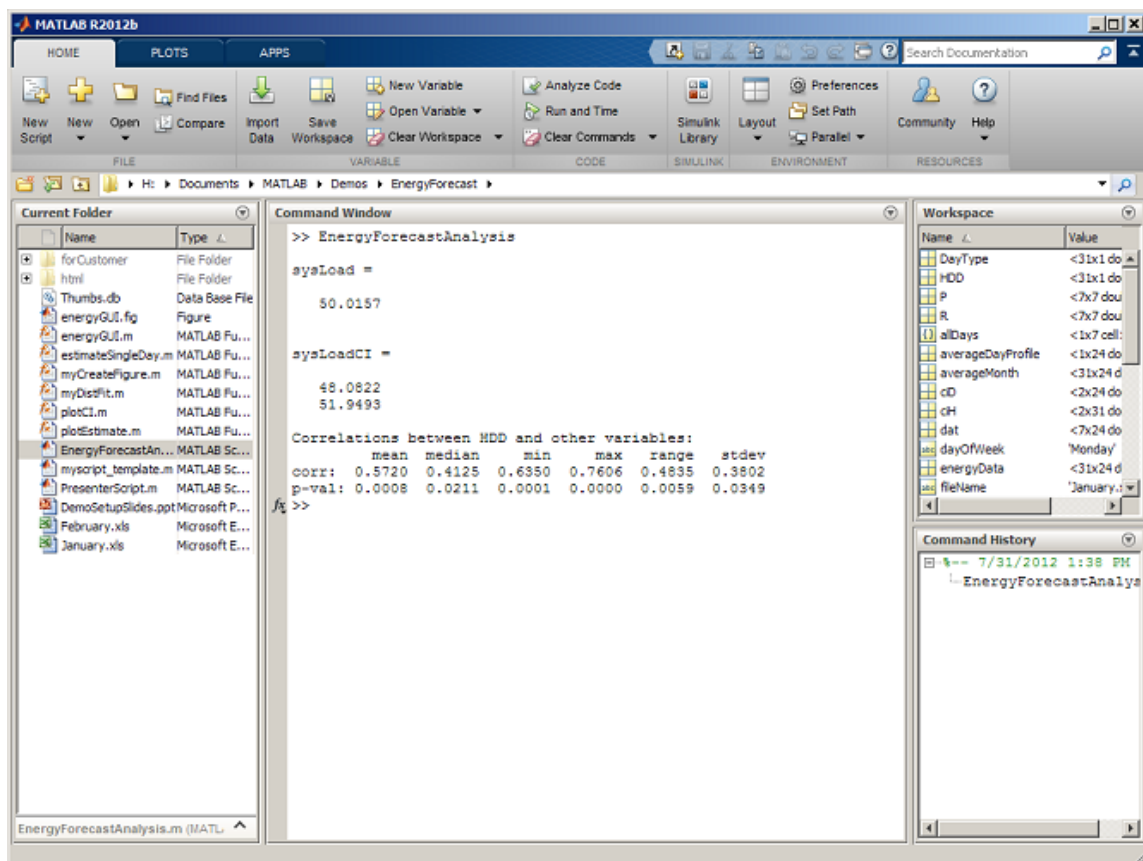 MATLAB R2012b
HOME PLOTS APPS
Search Documentation
New Script
New
Open
Find Files
Compare
FILE
Import Data
Save Workspace
New Variable
Open Variable
Clear Workspace
VARIABLE
Analyze Code
Run and Time
Clear Commands
CODE
Simulink Library
SIMULINK
Layout
Preferences
Set Path
Parallel
ENVIRONMENT
Community
Help
RESOURCES
H: Documents MATLAB Demos EnergyForecast
Current Folder
Name Type
forCustomer File Folder
html File Folder
Thumbs.db Data Base File
energyGUI.fig Figure
energyGUI.m MATLAB Fu...
estimateSingleDay.m MATLAB Fu...
myCreateFigure.m MATLAB Fu...
myDistFit.m MATLAB Fu...
plotCI.m MATLAB Fu...
plotEstimate.m MATLAB Fu...
EnergyForecastAn... MATLAB Sc...
myscript_template.m MATLAB Sc...
PresenterScript.m MATLAB Sc...
DemoSetupSlides.ppt Microsoft P...
February.xls Microsoft E...
January.xls Microsoft E...
EnergyForecastAnalysis.m (MATL
Command Window
>> EnergyForecastAnalysis
sysLoad =
50.0157
sysLoadCI =
48.0822
51.9493
Correlations between HDD and other variables:
mean median min max range stdev
corr: 0.5720 0.4125 0.6350 0.7606 0.4835 0.3802
p-val: 0.0008 0.0211 0.0001 0.0000 0.0059 0.0349
fx >>
Workspace
Name Value
DayType <31x1 do
HDD <31x1 do
P <7x7 dou
R <7x7 dou
allDays <1x7 cell:
averageDayProfile <1x24 do
averageMonth <31x24 d
ciD <2x24 do
ciH <2x31 do
dat <7x24 do
dayOfWeek 'Monday'
energyData <31x24 d
fileName 'January.:
Command History
%-- 7/31/2012 1:38 PM
EnergyForecastAnalys